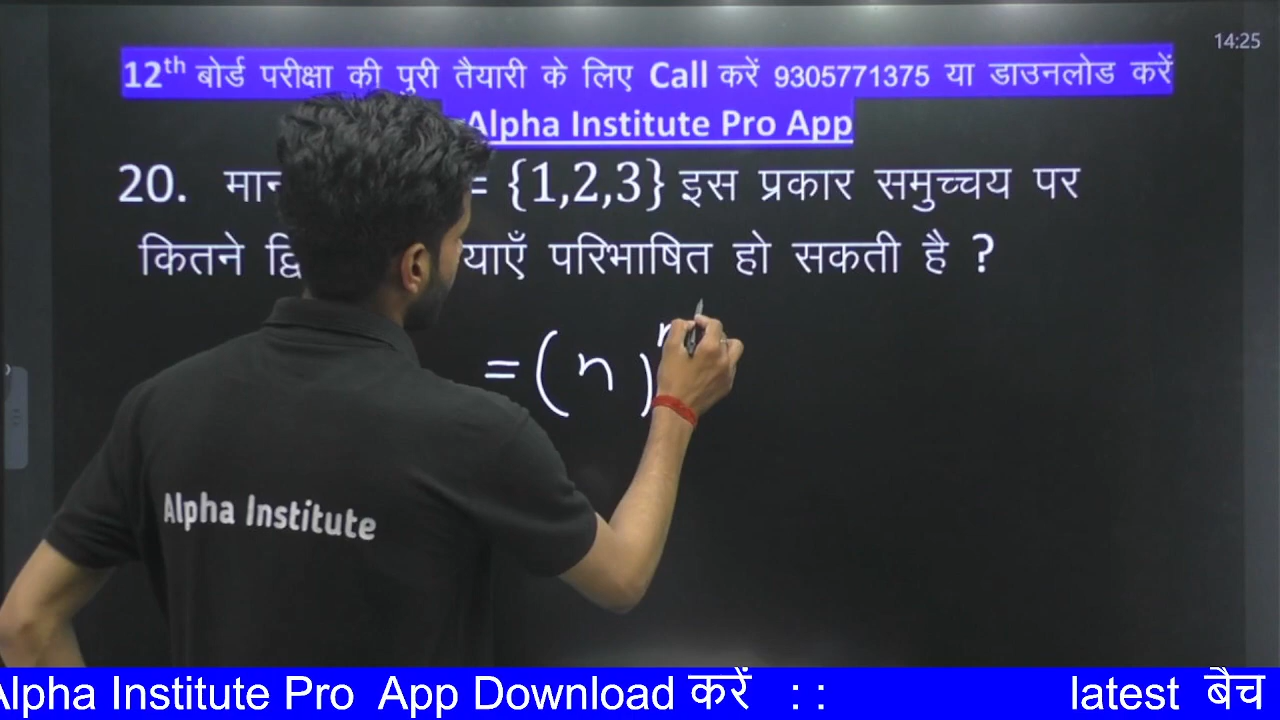 14:25
12th बोर्ड परीक्षा की पुरी तैयारी के लिए Call करें 9305771375 या डाउनलोड करें
Alpha Institute Pro App
20. = {1,2,3} इस प्रकार समुच्चय पर
कितने परिभाषित हो सकती है ?
= ( n )
Alpha Institute
Alpha Institute Pro App Download करें : : latest बैच